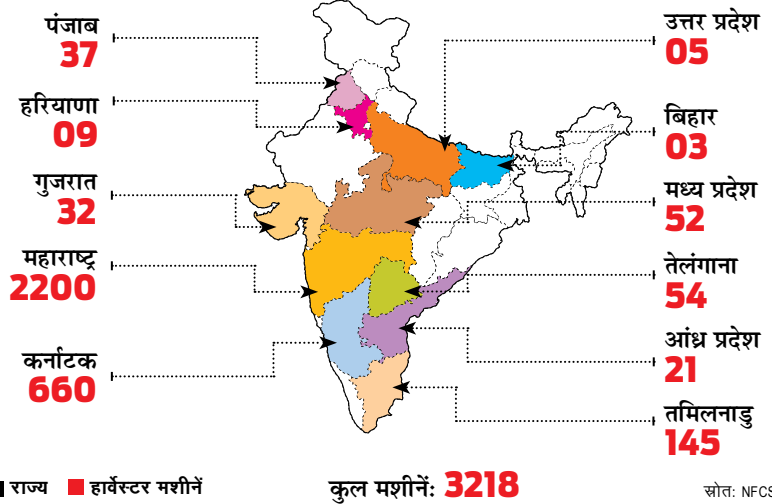 पंजाब
37
हरियाणा
09
गुजरात
32
महाराष्ट्र
2200
कर्नाटक
660
उत्तर प्रदेश
05
बिहार
03
मध्य प्रदेश
52
तेलंगाना
54
आंध्र प्रदेश
21
तमिलनाडु
145
राज्य हार्वेस्टर मशीनें
कुल मशीनें: 3218
स्रोत: NFCS